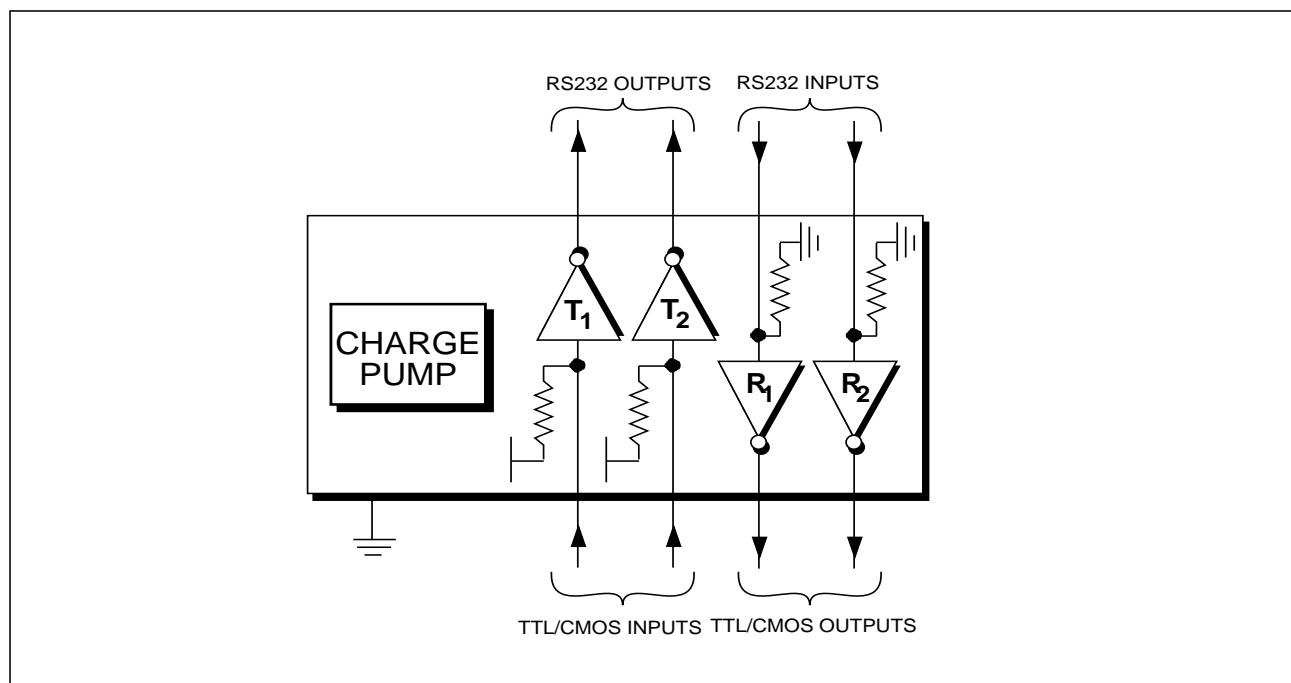 RS232 OUTPUTS
RS232 INPUTS
CHARGE
PUMP
T1
T2
R1
R2
TTL/CMOS INPUTS
TTL/CMOS OUTPUTS